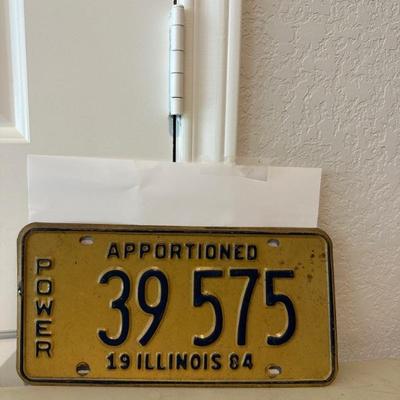 APPORTIONED
POWER
39 575
19 ILLINOIS 84